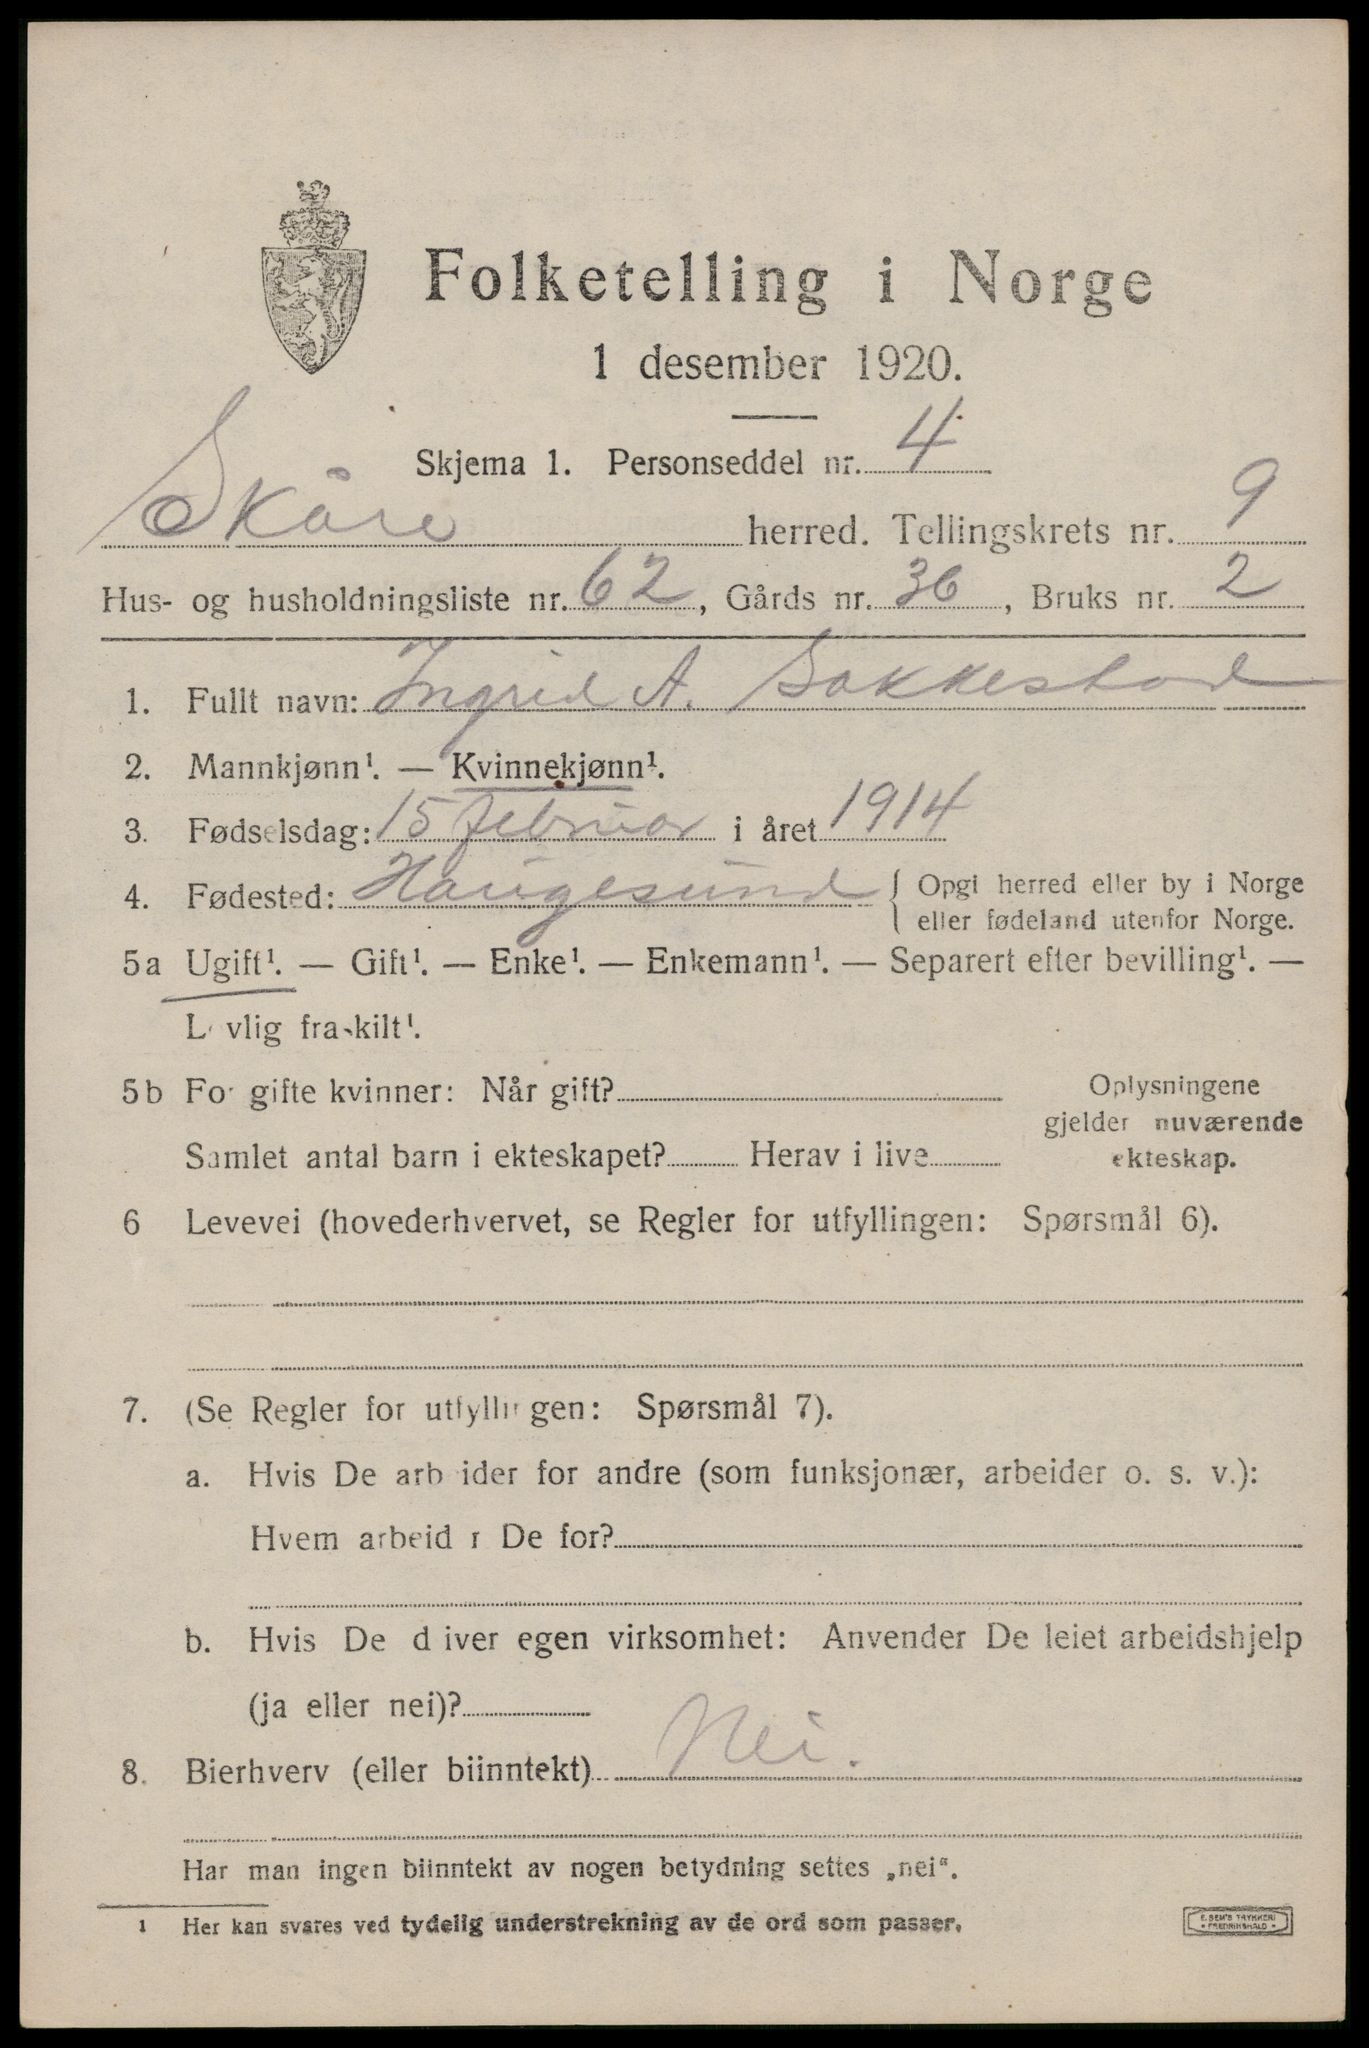 Folketelling i Norge
1 desember 1920.
Skjema 1. Personseddel nr. 4
Skåre herred. Tellingskrets nr. 9
Hus- og husholdningsliste nr. 62, Gårds nr. 36, Bruks nr. 2
1. Fullt navn: Ingrid A. Sakkestad
2. Mannkjønn¹. — Kvinnekjønn¹.
3. Fødselsdag: 15 februar i året 1914
4. Fødested: Haugesund { Opgi herred eller by i Norge
eller fødeland utenfor Norge.
5a Ugift¹. — Gift¹. — Enke¹. — Enkemann¹. — Separert efter bevilling¹. —
Lovlig fraskilt¹.
5b For gifte kvinner: Når gift?
Samlet antal barn i ekteskapet? Herav i live
Oplysningene
gjelder nuværende
ekteskap.
6 Levevei (hovederhvervet, se Regler for utfyllingen: Spørsmål 6).
7. (Se Regler for utfyllingen: Spørsmål 7).
a. Hvis De arbeider for andre (som funksjonær, arbeider o. s. v.):
Hvem arbeider De for?
b. Hvis De driver egen virksomhet: Anvender De leiet arbeidshjelp
(ja eller nei)?
8. Bierhverv (eller biinntekt) Nei.
Har man ingen biinntekt av nogen betydning settes „nei“.
1 Her kan svares ved tydelig understrekning av de ord som passer.
E. SEM'S TRYKKERI
FREDRIKSHALD